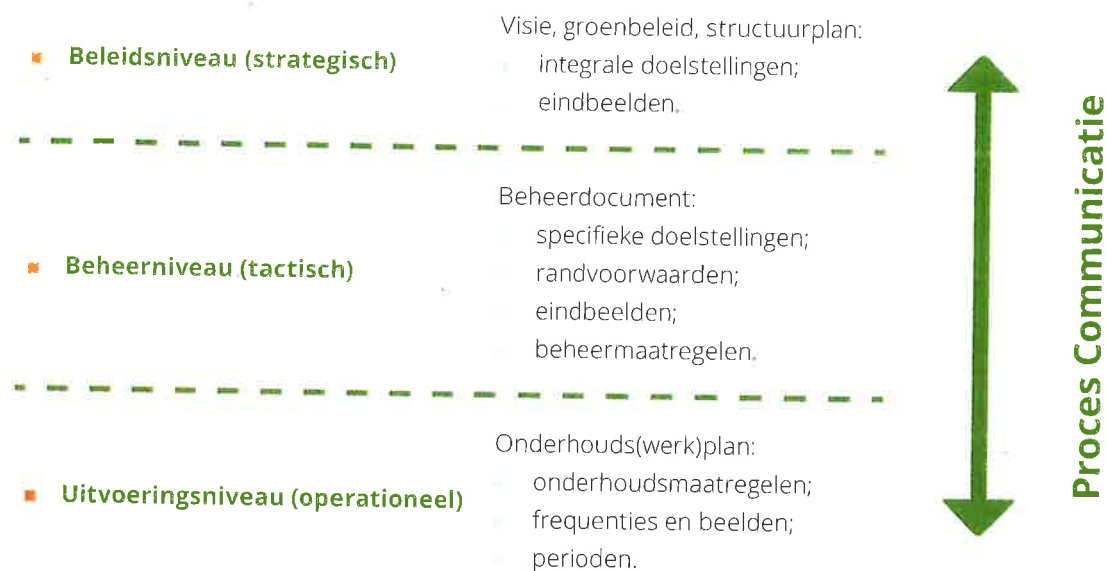 Beleidsniveau (strategisch)
Visie, groenbeleid, structuurplan:
integrale doelstellingen;
eindbeelden.
Beheerniveau (tactisch)
Beheerdocument:
specifieke doelstellingen;
randvoorwaarden;
eindbeelden;
beheermaatregelen.
Uitvoeringsniveau (operationeel)
Onderhouds(werk)plan:
onderhoudsmaatregelen;
frequenties en beelden;
perioden.
Proces Communicatie